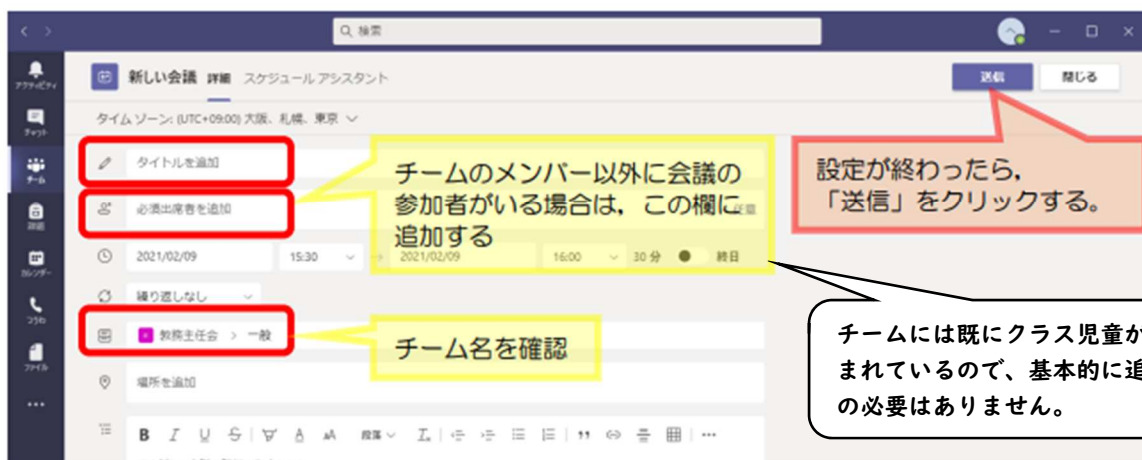 検索
アクティビティ
新しい会議 詳細 スケジュール アシスタント
送信
閉じる
チャット
タイム ゾーン: (UTC+09:00) 大阪、札幌、東京
チーム
タイトルを追加
チームのメンバー以外に会議の
参加者がいる場合は，この欄に
追加する
設定が終わったら，
「送信」をクリックする。
必須出席者を追加
2021/02/09
15:30
2021/02/09
16:00
30 分
終日
カレンダー
繰り返しなし
教務主任会 > 一般
チーム名を確認
チームには既にクラス児童が
まれているので、基本的に追
の必要はありません。
ファイル
場所を追加
B I U S A AA 段落